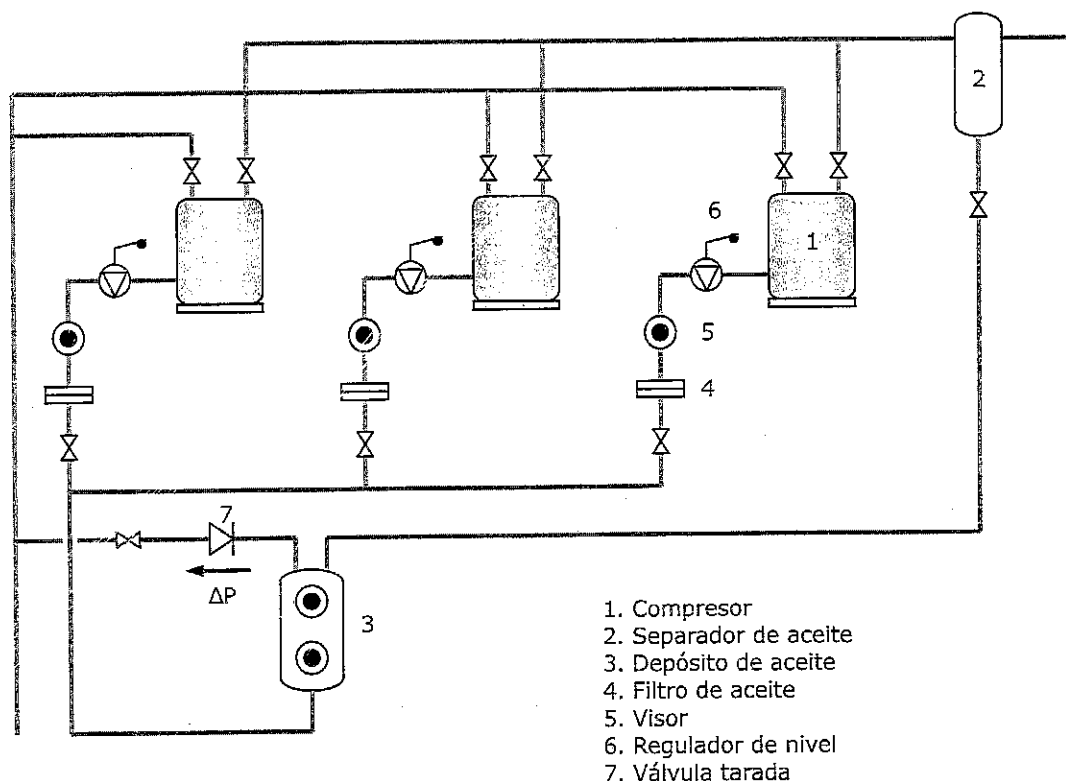 2
6
1
5
4
7
ΔP
3
1. Compresor
2. Separador de aceite
3. Depósito de aceite
4. Filtro de aceite
5. Visor
6. Regulador de nivel
7. Válvula tarada